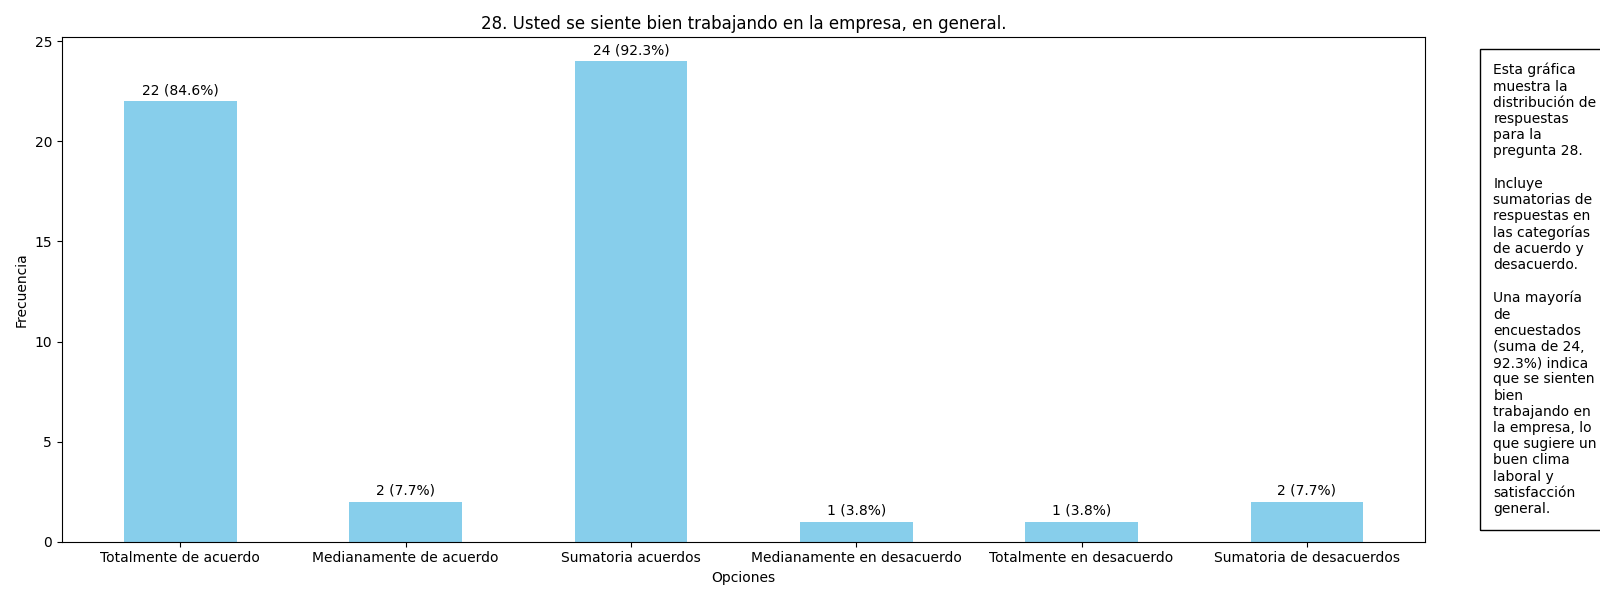 28. Usted se siente bien trabajando en la empresa, en general.
25
20
15
10
5
0
Frecuencia
22 (84.6%)
2 (7.7%)
24 (92.3%)
1 (3.8%)
1 (3.8%)
2 (7.7%)
Totalmente de acuerdo
Medianamente de acuerdo
Sumatoria acuerdos
Medianamente en desacuerdo
Totalmente en desacuerdo
Sumatoria de desacuerdos
Opciones
Esta gráfica
muestra la
distribución de
respuestas
para la
pregunta 28.
Incluye
sumatorias de
respuestas en
las categorías
de acuerdo y
desacuerdo.
Una mayoría
de
encuestados
(suma de 24,
92.3%) indica
que se sienten
bien
trabajando en
la empresa, lo
que sugiere un
buen clima
laboral y
satisfacción
general.